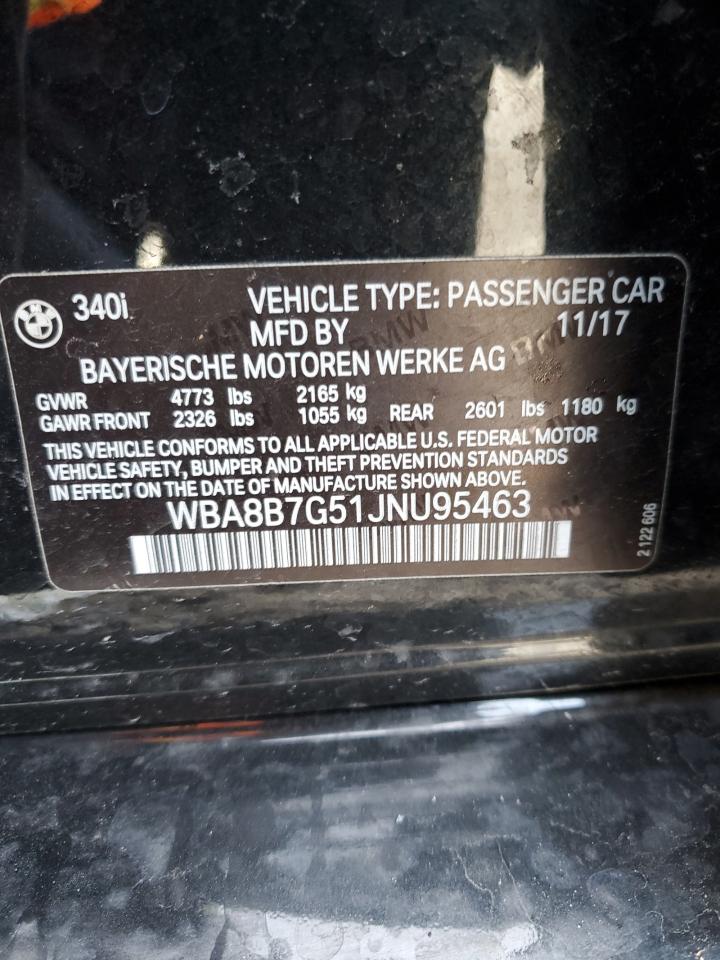 340i VEHICLE TYPE: PASSENGER CAR
MFD BY 11/17
BAYERISCHE MOTOREN WERKE AG
GVWR 4773 lbs 2165 kg
GAWR FRONT 2326 lbs 1055 kg REAR 2601 lbs 1180 kg
THIS VEHICLE CONFORMS TO ALL APPLICABLE U.S. FEDERAL MOTOR
VEHICLE SAFETY, BUMPER AND THEFT PREVENTION STANDARDS
IN EFFECT ON THE DATE OF MANUFACTURE SHOWN ABOVE.
WBA8B7G51JNU95463
2 122 606